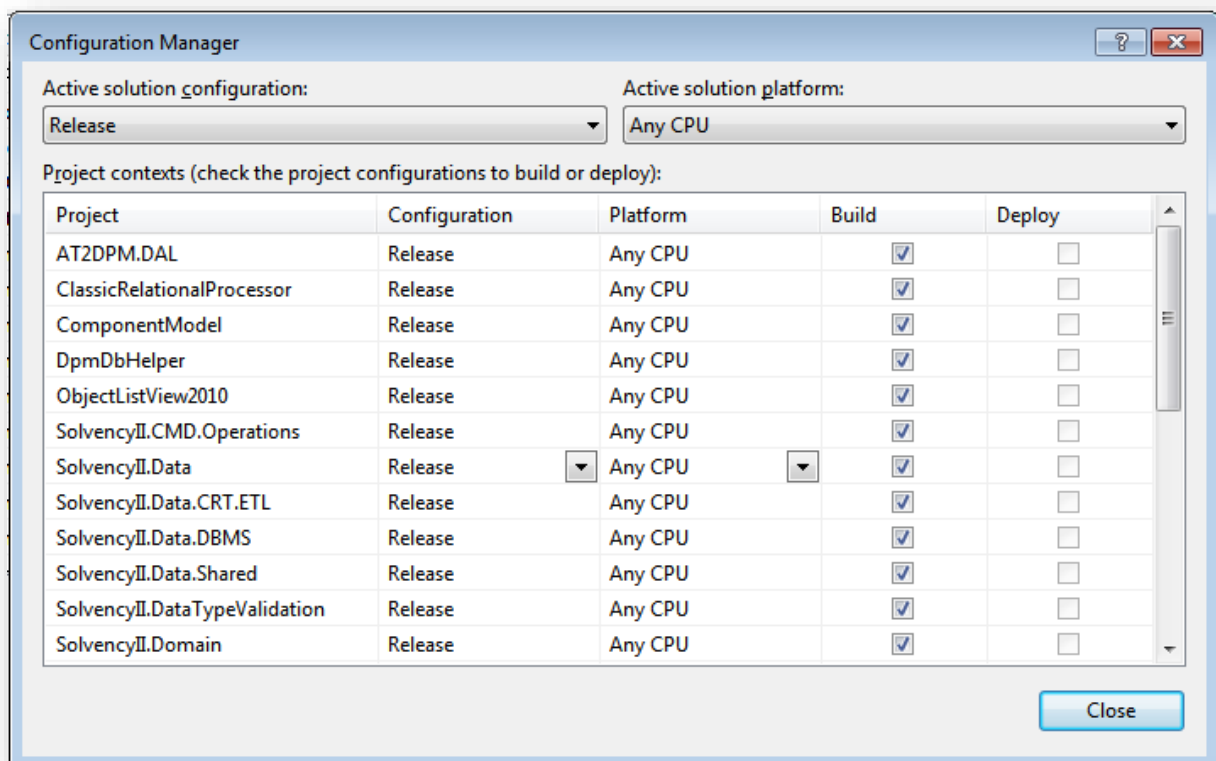 Configuration Manager
Active solution configuration: Active solution platform:
Release Any CPU
Project contexts (check the project configurations to build or deploy):
Project Configuration Platform Build Deploy
AT2DPM.DAL Release Any CPU
ClassicRelationalProcessor Release Any CPU
ComponentModel Release Any CPU
DpmDbHelper Release Any CPU
ObjectListView2010 Release Any CPU
SolvencyII.CMD.Operations Release Any CPU
SolvencyII.Data Release Any CPU
SolvencyII.Data.CRT.ETL Release Any CPU
SolvencyII.Data.DBMS Release Any CPU
SolvencyII.Data.Shared Release Any CPU
SolvencyII.DataTypeValidation Release Any CPU
SolvencyII.Domain Release Any CPU
Close